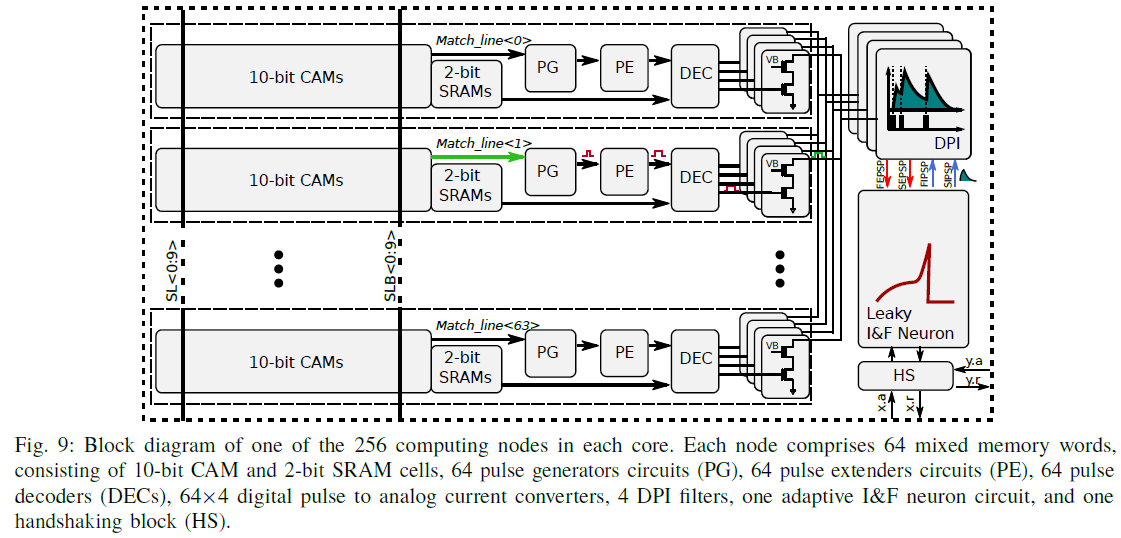 Match_line<0>
10-bit CAMs
2-bit
SRAMs
PG
PE
DEC
VB
DPI
Match_line<1>
10-bit CAMs
2-bit
SRAMs
PG
PE
DEC
VB
FEPSP
SEPSP
FIPSP
SIPSP
SL<0:9>
SLB<0:9>
Leaky
I&F Neuron
Match_line<63>
10-bit CAMs
2-bit
SRAMs
PG
PE
DEC
VB
HS
y.a
y.r
x.a
x.r
Fig. 9: Block diagram of one of the 256 computing nodes in each core. Each node comprises 64 mixed memory words,
consisting of 10-bit CAM and 2-bit SRAM cells, 64 pulse generators circuits (PG), 64 pulse extenders circuits (PE), 64 pulse
decoders (DECs), 64×4 digital pulse to analog current converters, 4 DPI filters, one adaptive I&F neuron circuit, and one
handshaking block (HS).